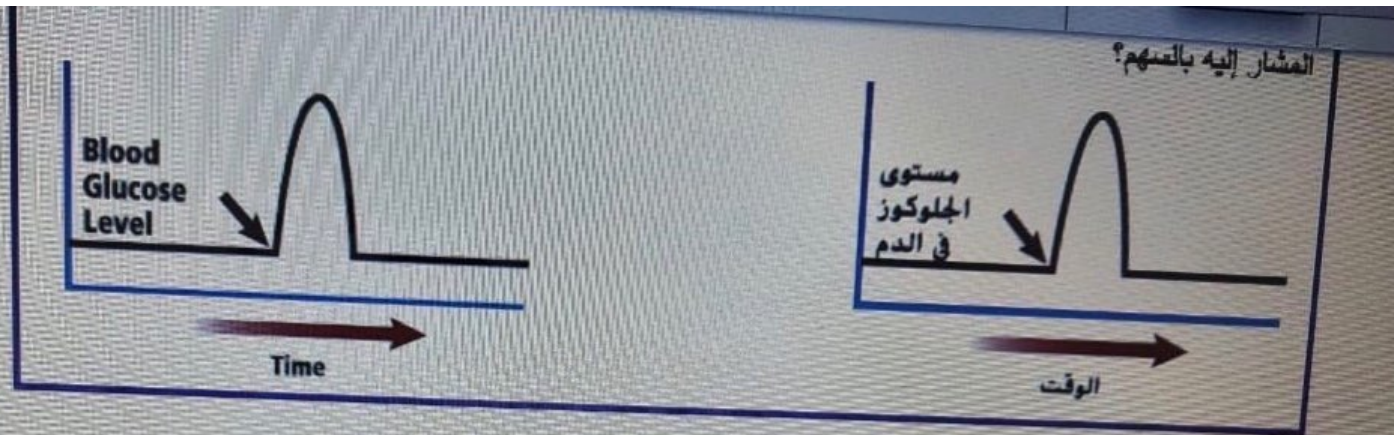 المشار إليه بالسهم؟
Blood
Glucose
Level
Time
مستوى
الجلوكوز
في الدم
الوقت